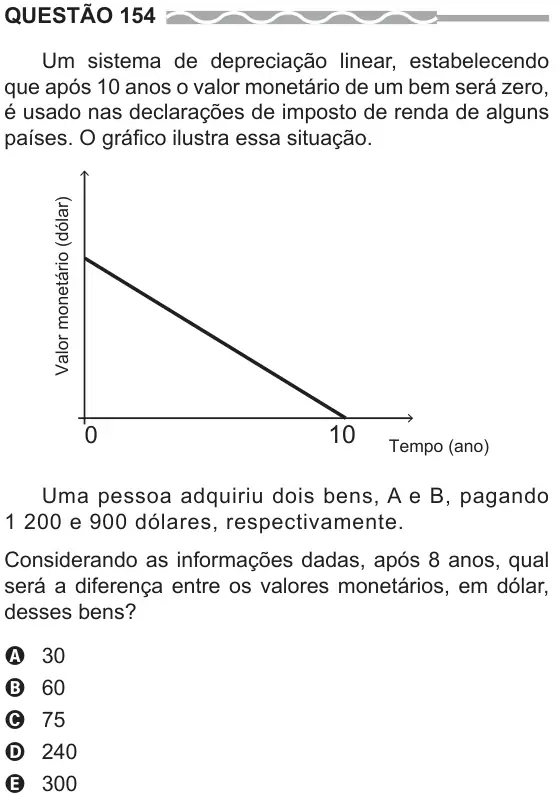 QUESTÃO 154
Um sistema de depreciação linear, estabelecendo
que após 10 anos o valor monetário de um bem será zero,
é usado nas declarações de imposto de renda de alguns
países. O gráfico ilustra essa situação.
Valor monetário (dólar)
0
10
Tempo (ano)
Uma pessoa adquiriu dois bens, A e B, pagando
1 200 e 900 dólares, respectivamente.
Considerando as informações dadas, após 8 anos, qual
será a diferença entre os valores monetários, em dólar,
desses bens?
A 30
B 60
C 75
D 240
E 300